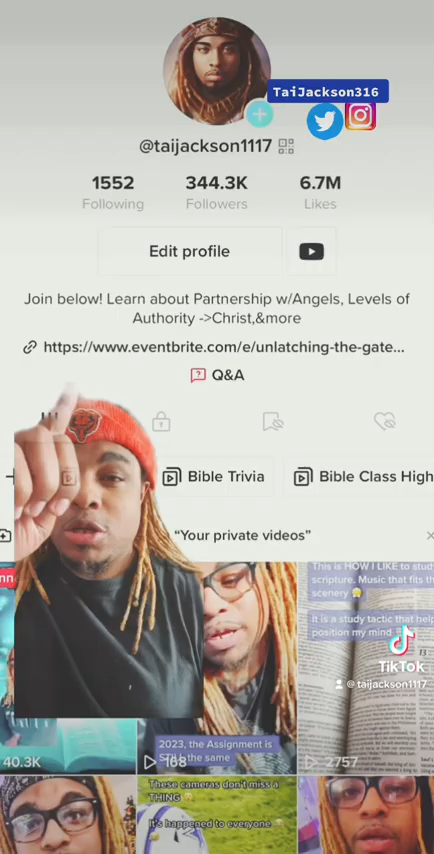 TaiJackson316
@taijackson1117
1552
Following
344.3K
Followers
6.7M
Likes
Edit profile
Join below! Learn about Partnership w/Angels, Levels of
Authority ->Christ,&more
https://www.eventbrite.com/e/unlatching-the-gate...
Q&A
Bible Trivia
Bible Class High
“Your private videos”
This is HOW I LIKE to stud
scripture. Music that fits th
scenery
It is a study tactic that help
position my mind
TikTok
@taijackson1117
2023, the Assignment is
the same
40.3K
168
2757
These cameras don't miss a
THING
It's happened to everyone